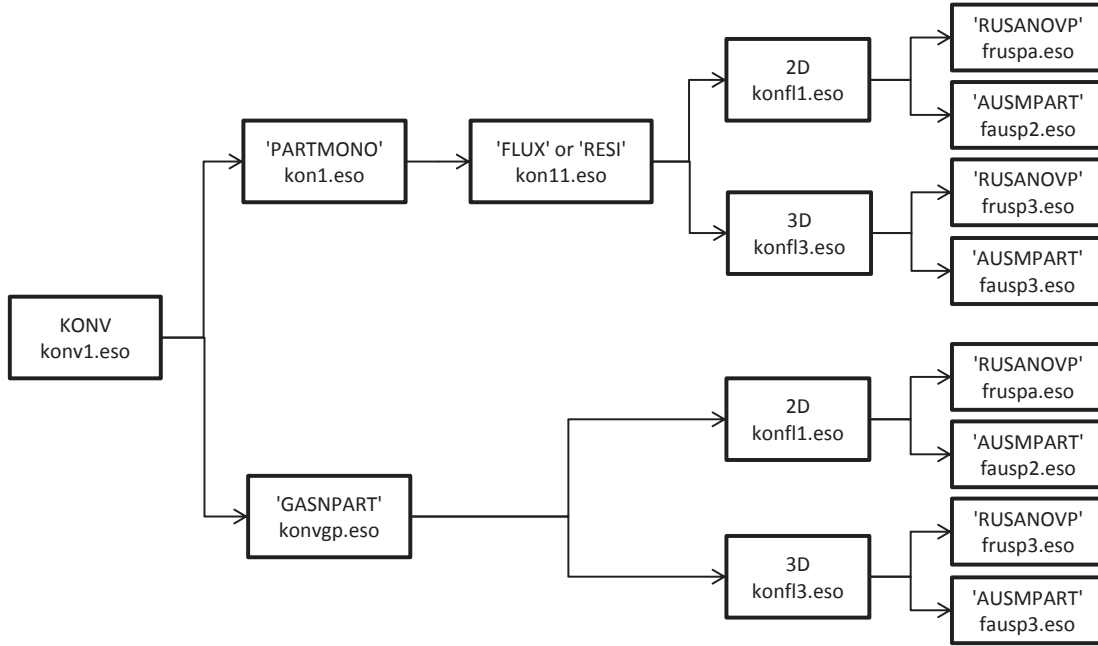 KONV
konv1.eso
'PARTMONO'
kon1.eso
'FLUX' or 'RESI'
kon11.eso
2D
konfl1.eso
'RUSANOVP'
fruspa.eso
'AUSMPART'
fausp2.eso
3D
konfl3.eso
'RUSANOVP'
frusp3.eso
'AUSMPART'
fausp3.eso
'GASNPART'
konvgp.eso
2D
konfl1.eso
'RUSANOVP'
fruspa.eso
'AUSMPART'
fausp2.eso
3D
konfl3.eso
'RUSANOVP'
frusp3.eso
'AUSMPART'
fausp3.eso